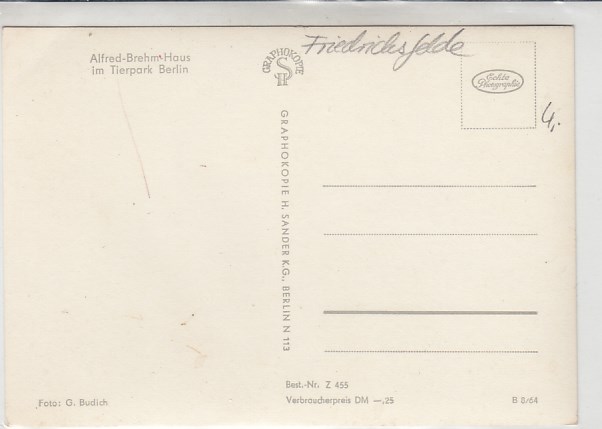 Alfred-Brehm-Haus
im Tierpark Berlin
Friedrichsfelde
GRAPHOKOPIE
HS
Echte
Photographie
4,-
GRAPHOKOPIE H. SANDER K.G., BERLIN N 113
Foto: G. Budich
Best.-Nr. Z 455
Verbraucherpreis DM —,25
B 8/64